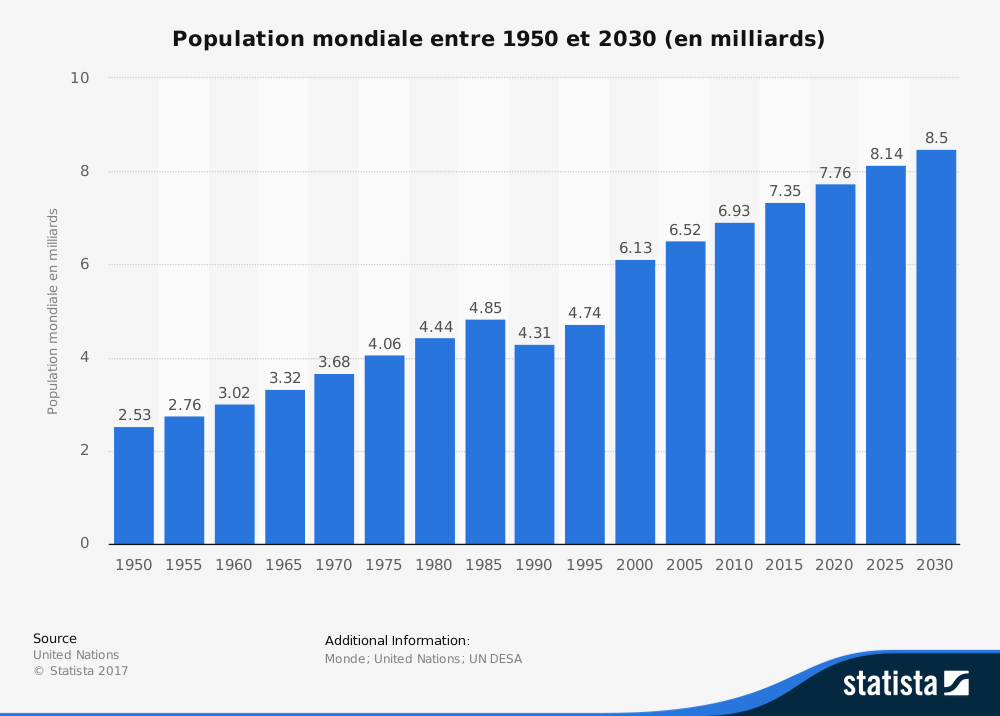 Population mondiale entre 1950 et 2030 (en milliards)
Population mondiale en milliards
10
8
6
4
2
0
2.53 2.76 3.02 3.32 3.68 4.06 4.44 4.85 4.31 4.74 6.13 6.52 6.93 7.35 7.76 8.14 8.5
1950 1955 1960 1965 1970 1975 1980 1985 1990 1995 2000 2005 2010 2015 2020 2025 2030
Source
United Nations
© Statista 2017
Additional Information:
Monde; United Nations; UN DESA
statista